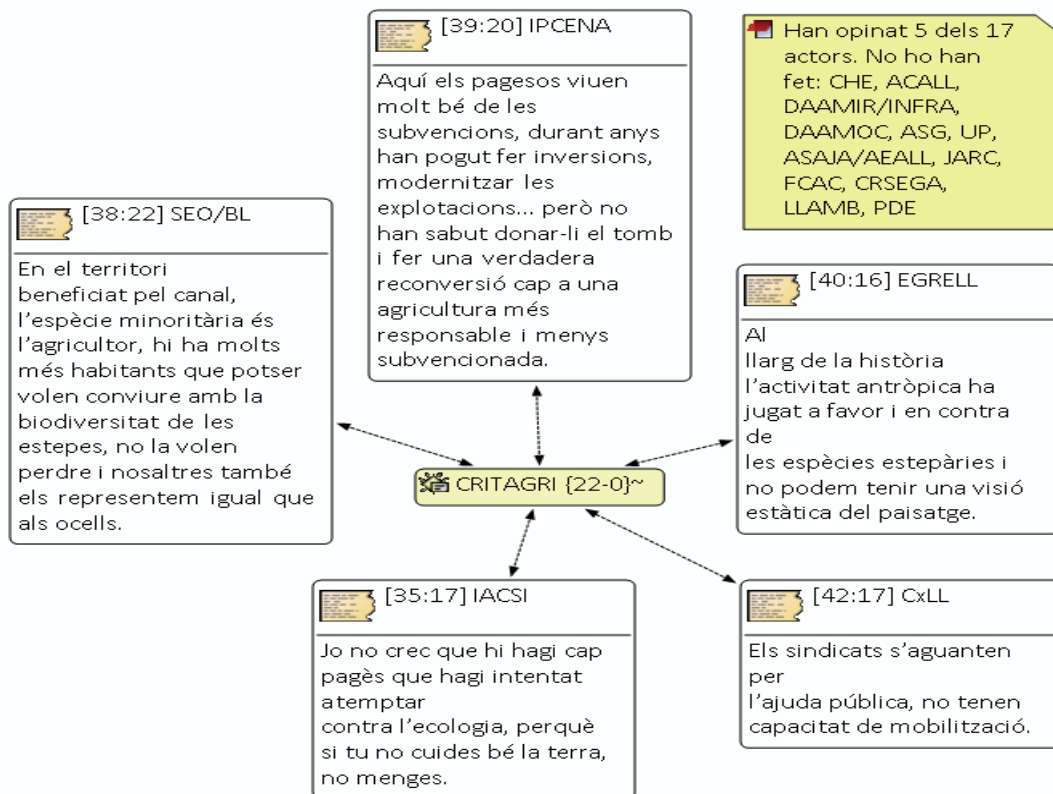 [39:20] IPCENA
Aquí els pagesos viuen
molt bé de les
subvencions, durant anys
han pogut fer inversions,
modernitzar les
explotacions... però no
han sabut donar-li el tomb
i fer una verdadera
reconversió cap a una
agricultura més
responsable i menys
subvencionada.
Han opinat 5 dels 17
actors. No ho han
fet: CHE, ACALL,
DAAMIR/INFRA,
DAAMOC, ASG, UP,
ASAJA/AEALL, JARC,
FCAC, CRSEGA,
LLAMB, PDE
[38:22] SEO/BL
En el territori
beneficiat pel canal,
l'espècie minoritària és
l'agricultor, hi ha molts
més habitants que potser
volen conviure amb la
biodiversitat de les
estepes, no la volen
perdre i nosaltres també
els representem igual que
als ocells.
[40:16] EGRELL
Al
llarg de la història
l'activitat antròpica ha
jugat a favor i en contra
de
les espècies estepàries i
no podem tenir una visió
estàtica del paisatge.
CRITAGRI {22-0}~
[35:17] IACSI
Jo no crec que hi hagi cap
pagès que hagi intentat
atemptar
contra l'ecologia, perquè
si tu no cuides bé la terra,
no menges.
[42:17] CxLL
Els sindicats s'aguanten
per
l'ajuda pública, no tenen
capacitat de mobilització.